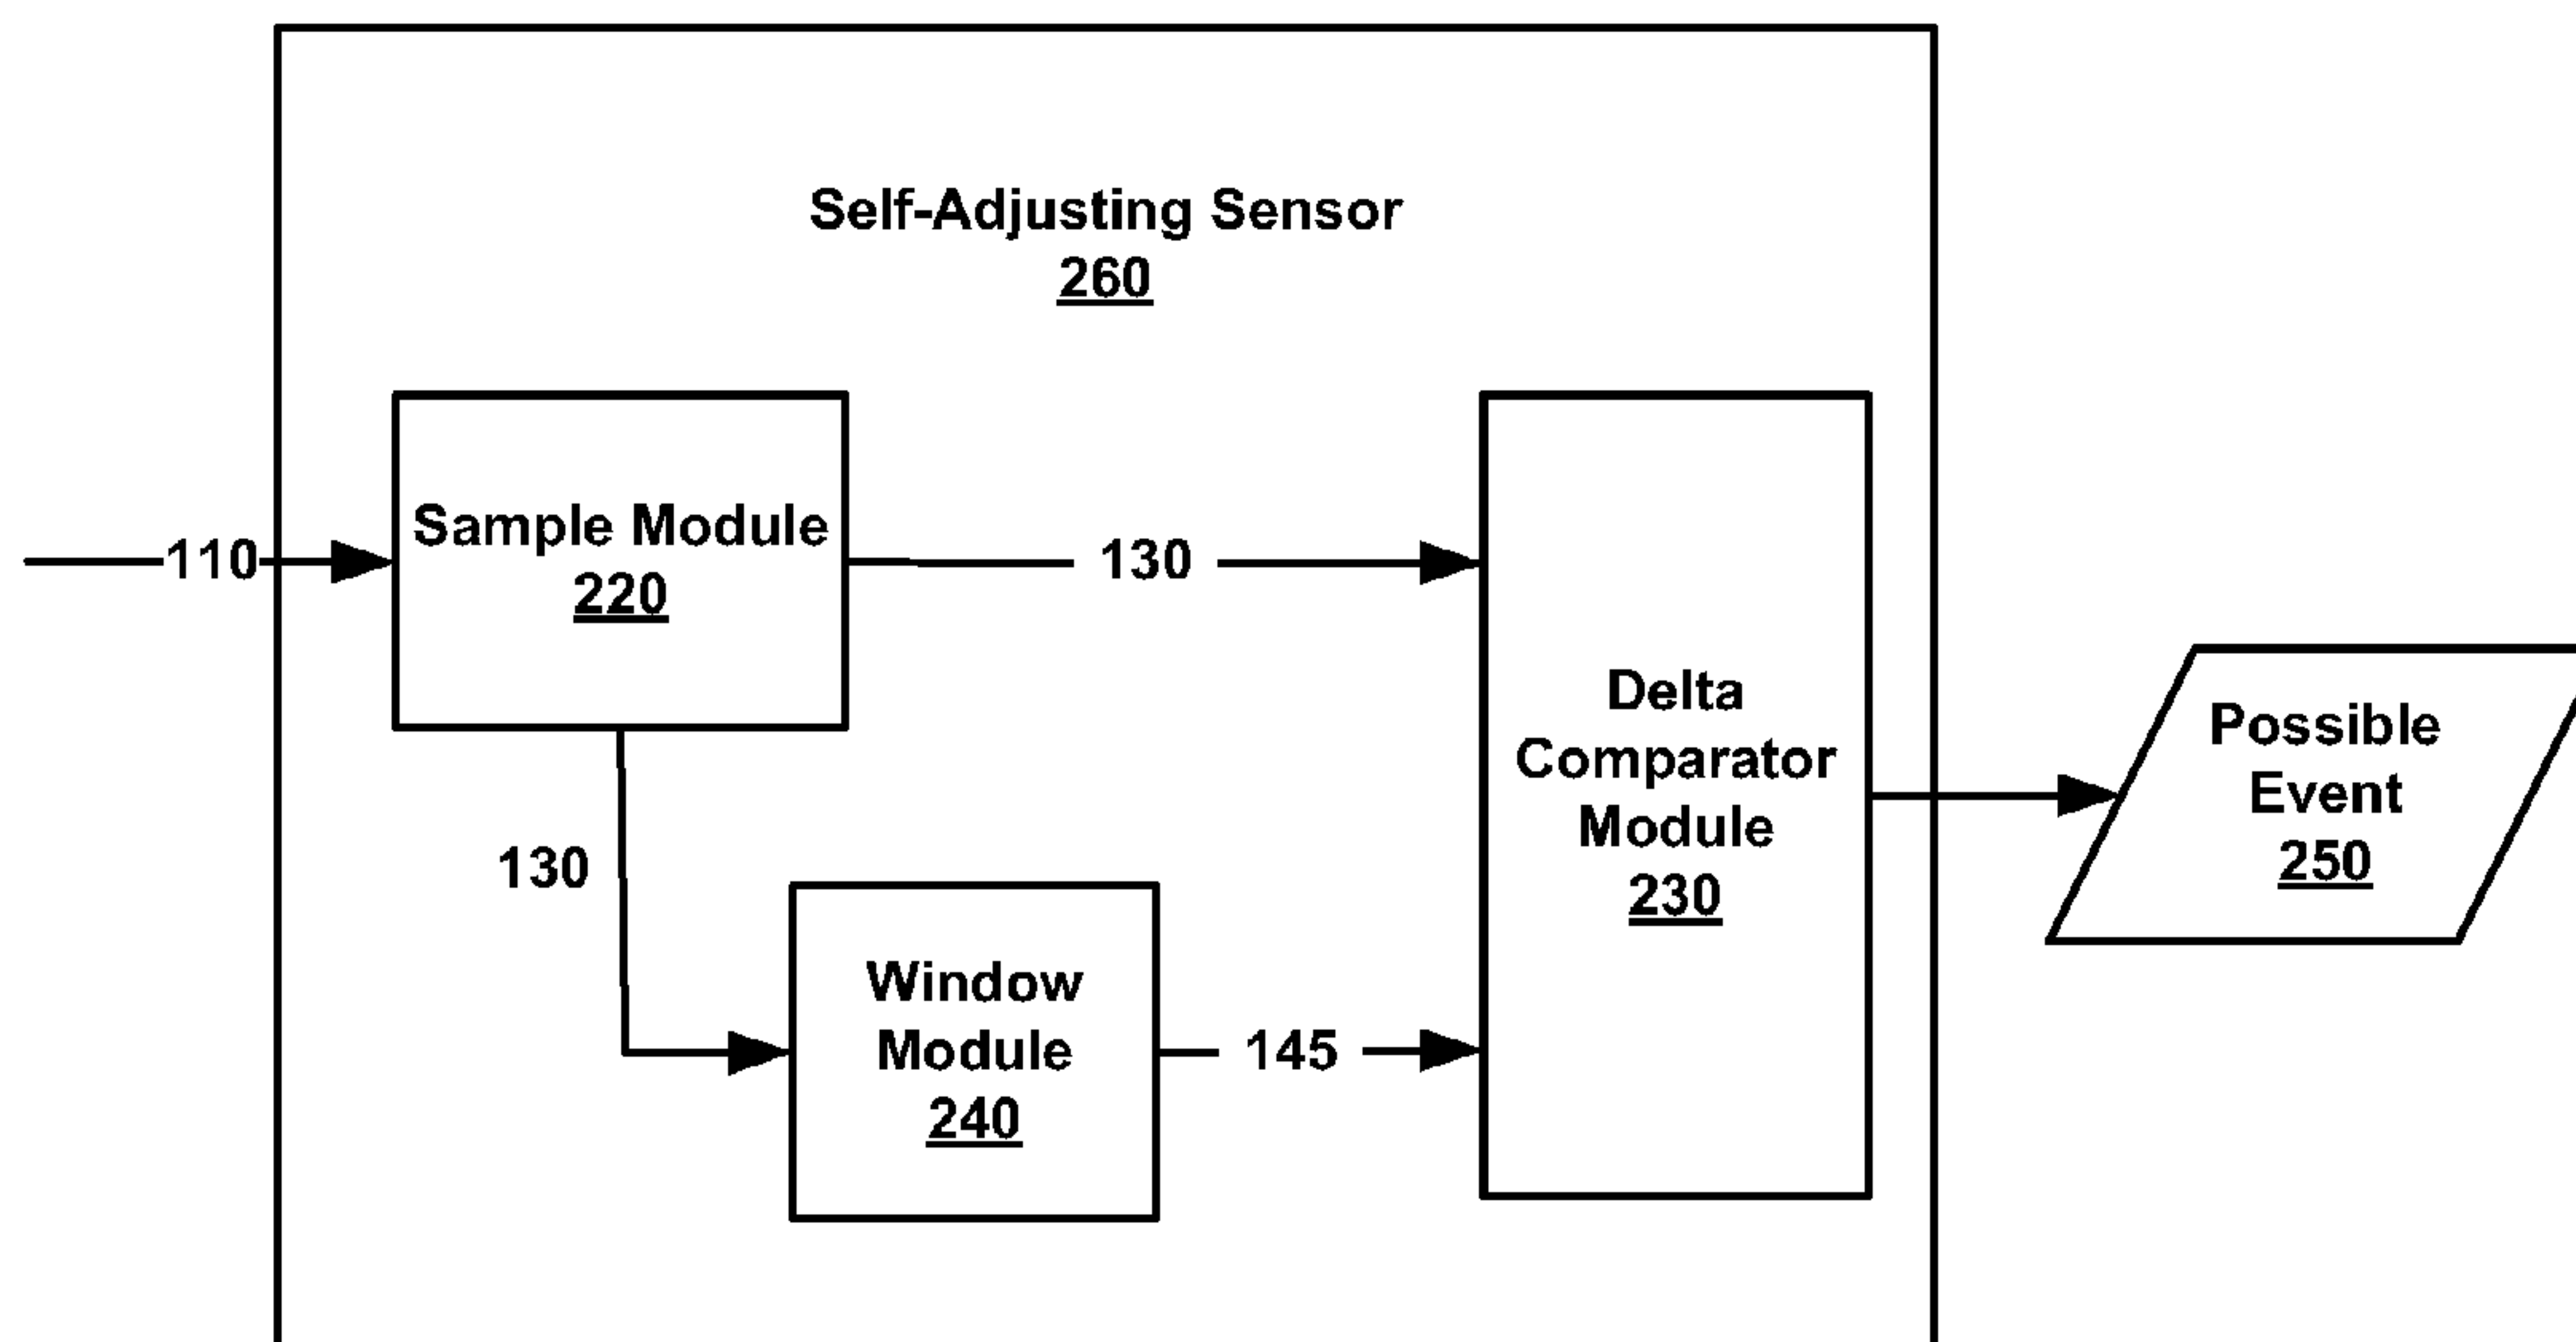 Self-Adjusting Sensor
260
Sample Module
220
110
130
130
Delta
Comparator
Module
230
Possible
Event
250
Window
Module
240
145